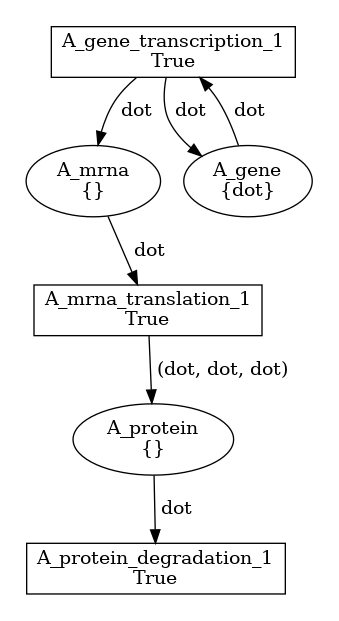 A_gene_transcription_1
True
dot
dot
dot
A_mrna
{}
A_gene
{dot}
dot
A_mrna_translation_1
True
(dot, dot, dot)
A_protein
{}
dot
A_protein_degradation_1
True